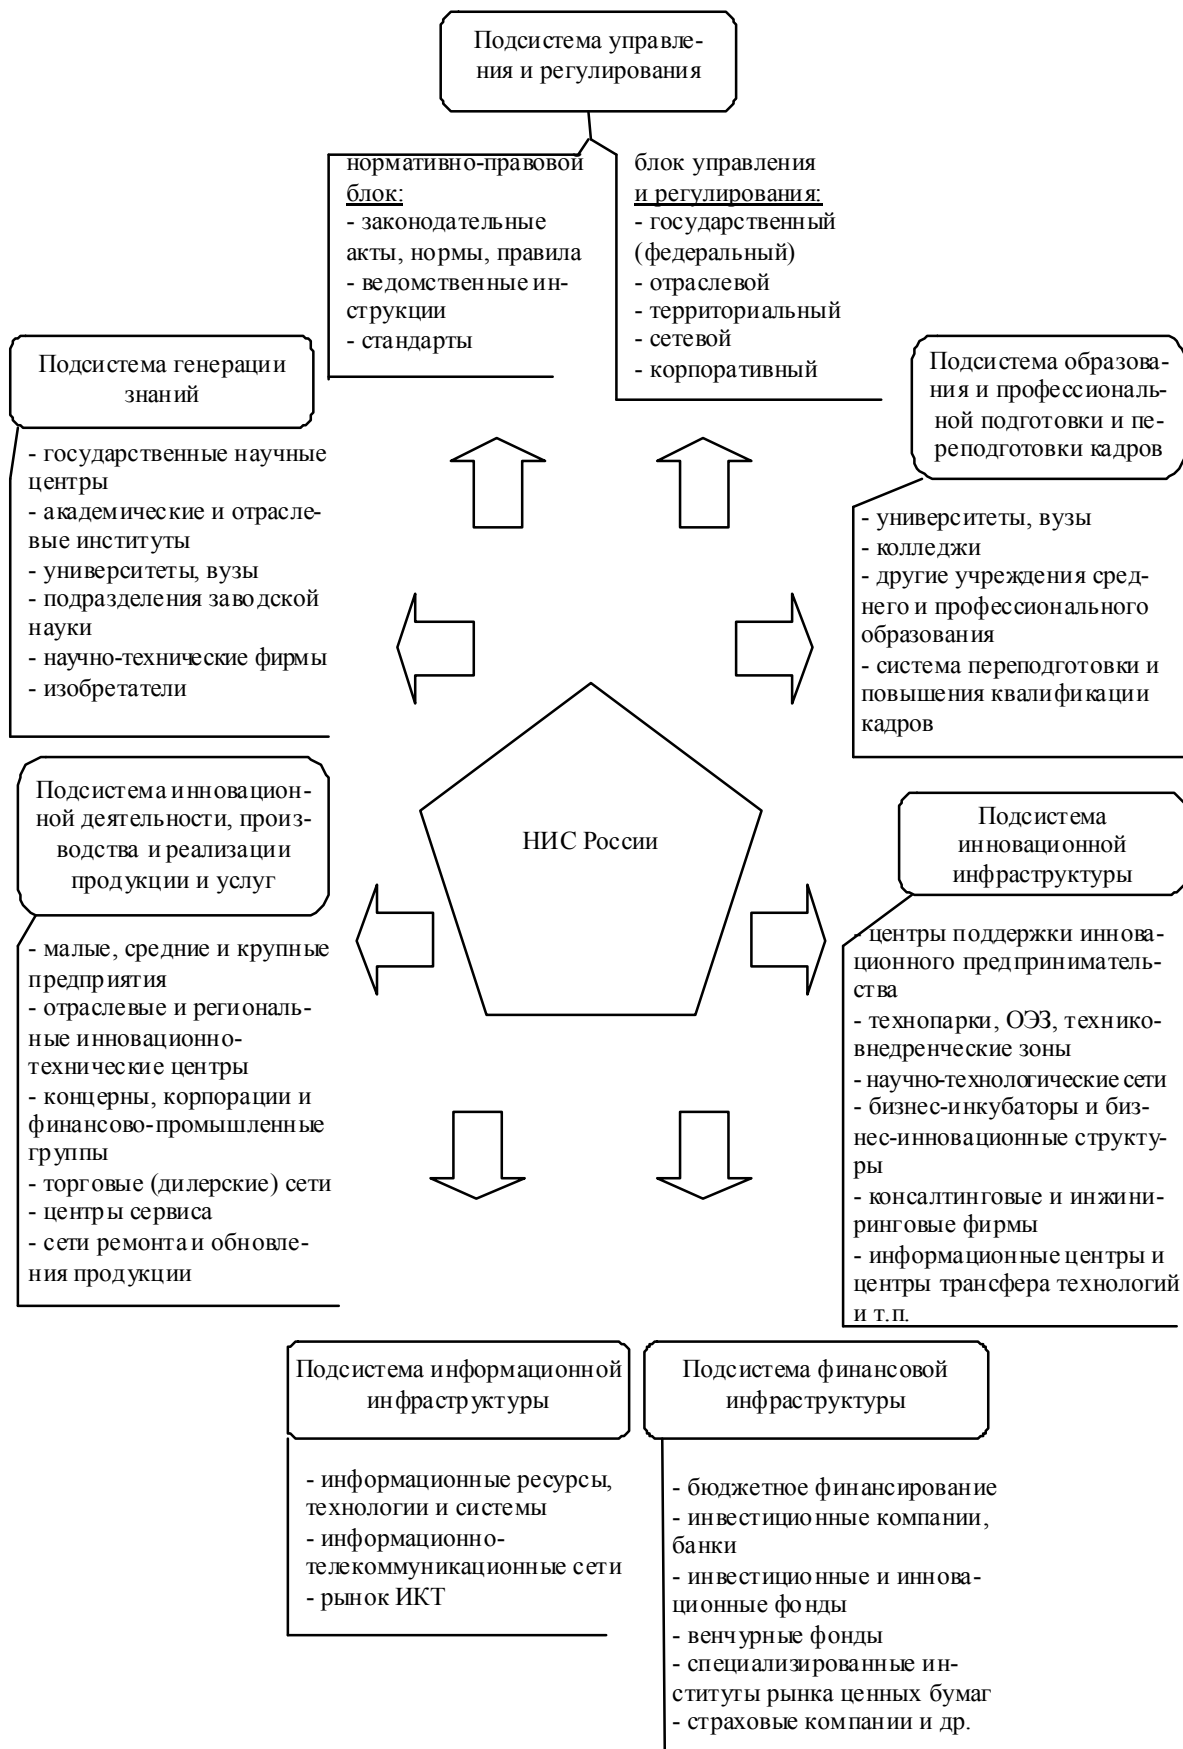 Подсистема управле-
ния и регулирования
нормативно-правовой
блок:
- законодательные
акты, нормы, правила
- ведомственные ин-
струкции
- стандарты
блок управления
и регулирования:
- государственный
(федеральный)
- отраслевой
- территориальный
- сетевой
- корпоративный
Подсистема генерации
знаний
- государственные научные
центры
- академические и отрасле-
вые институты
- университеты, вузы
- подразделения заводской
науки
- научно-технические фирмы
- изобретатели
Подсистема образова-
ния и профессиональ-
ной подготовки и пе-
реподготовки кадров
- университеты, вузы
- колледжи
- другие учреждения сред-
него и профессионального
образования
- система переподготовки и
повышения квалификации
кадров
НИС России
Подсистема инновацион-
ной деятельности, произ-
водства и реализации
продукции и услуг
- малые, средние и крупные
предприятия
- отраслевые и региональ-
ные инновационно-
технические центры
- концерны, корпорации и
финансово-промышленные
группы
- торговые (дилерские) сети
- центры сервиса
- сети ремонта и обновле-
ния продукции
Подсистема
инновационной
инфраструктуры
- центры поддержки иннова-
ционного предприниматель-
ства
- технопарки, ОЭЗ, технико-
внедренческие зоны
- научно-технологические сети
- бизнес-инкубаторы и биз-
нес-инновационные структу-
ры
- консалтинговые и инжини-
ринговые фирмы
- информационные центры и
центры трансфера технологий
и т.п.
Подсистема информационной
инфраструктуры
- информационные ресурсы,
технологии и системы
- информационно-
телекоммуникационные сети
- рынок ИКТ
Подсистема финансовой
инфраструктуры
- бюджетное финансирование
- инвестиционные компании,
банки
- инвестиционные и иннова-
ционные фонды
- венчурные фонды
- специализированные ин-
ституты рынка ценных бумаг
- страховые компании и др.